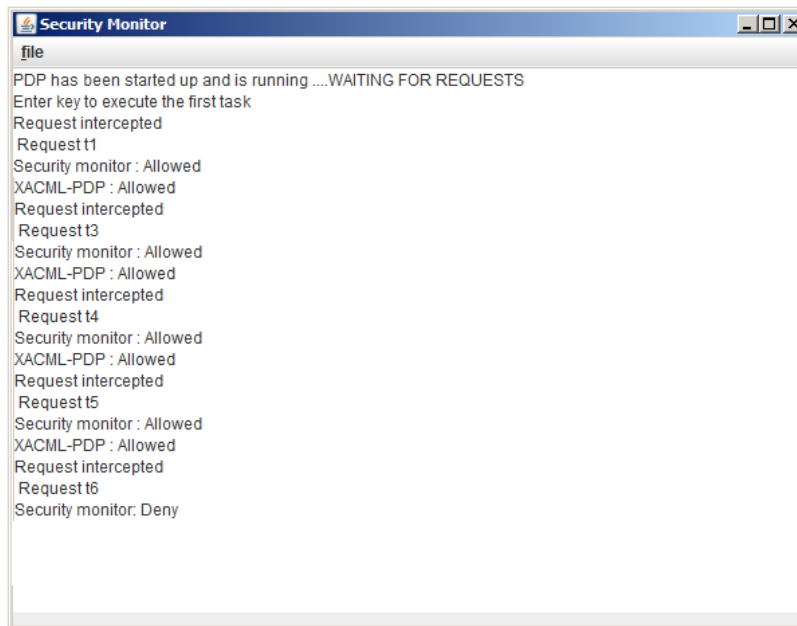 Security Monitor
file
PDP has been started up and is running ....WAITING FOR REQUESTS
Enter key to execute the first task
Request intercepted
Request t1
Security monitor : Allowed
XACML-PDP : Allowed
Request intercepted
Request t3
Security monitor : Allowed
XACML-PDP : Allowed
Request intercepted
Request t4
Security monitor : Allowed
XACML-PDP : Allowed
Request intercepted
Request t5
Security monitor : Allowed
XACML-PDP : Allowed
Request intercepted
Request t6
Security monitor: Deny